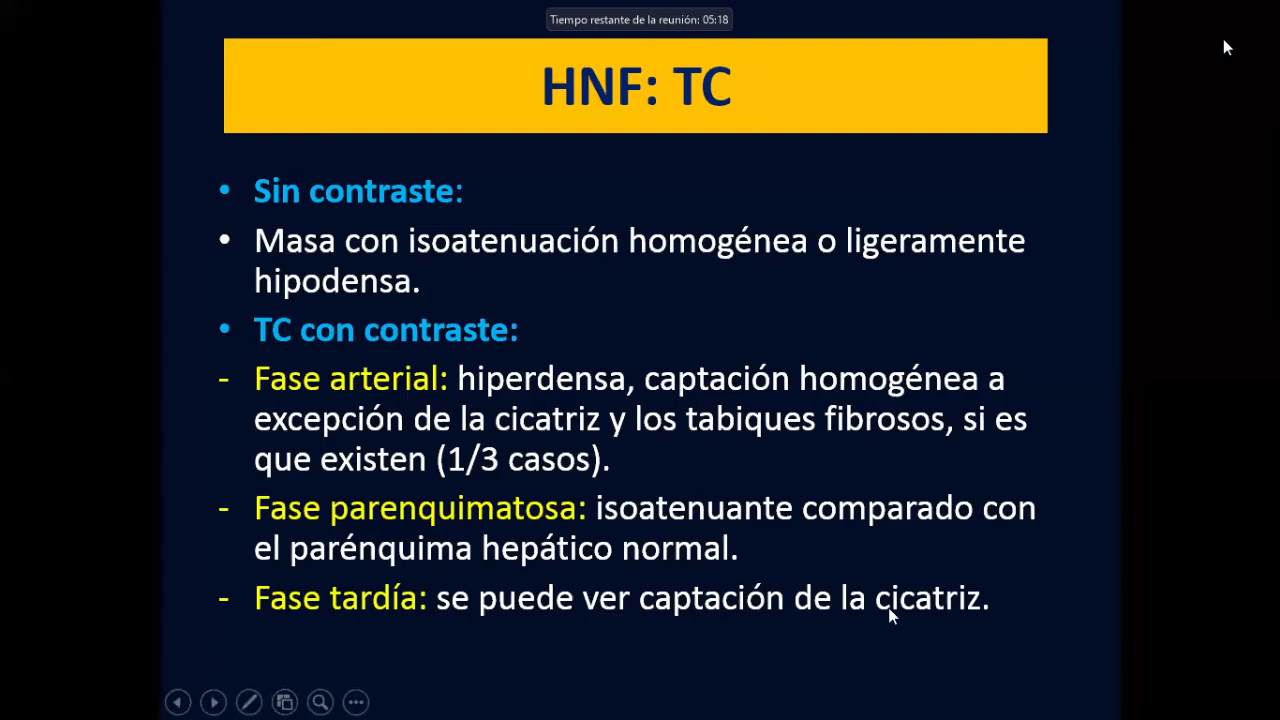 Tiempo restante de la reunión: 05:18
HNF: TC
• Sin contraste:
• Masa con isoatenuación homogénea o ligeramente
hipodensa.
• TC con contraste:
- Fase arterial: hiperdensa, captación homogénea a
excepción de la cicatriz y los tabiques fibrosos, si es
que existen (1/3 casos).
- Fase parenquimatosa: isoatenuante comparado con
el parénquima hepático normal.
- Fase tardía: se puede ver captación de la cicatriz.